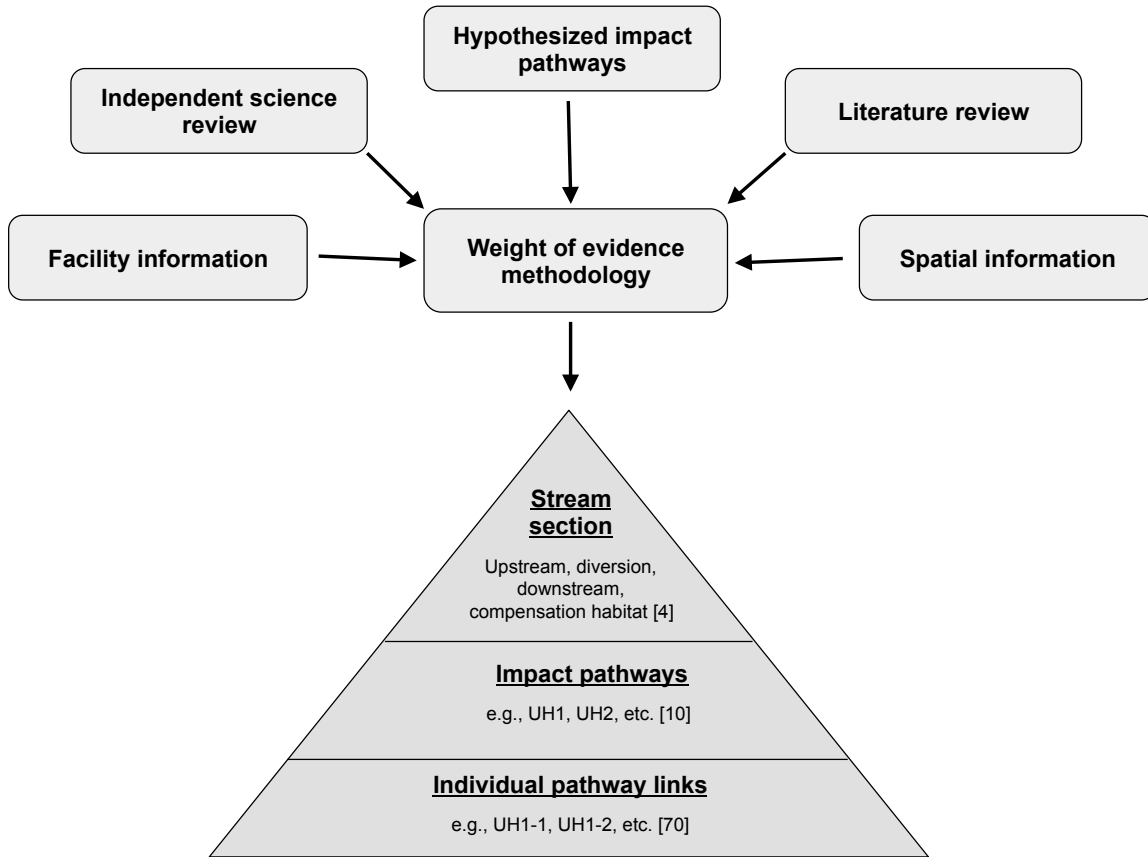 Hypothesized impact
pathways
Independent science
review
Literature review
Facility information
Weight of evidence
methodology
Spatial information
Stream
section
Upstream, diversion,
downstream,
compensation habitat [4]
Impact pathways
e.g., UH1, UH2, etc. [10]
Individual pathway links
e.g., UH1-1, UH1-2, etc. [70]